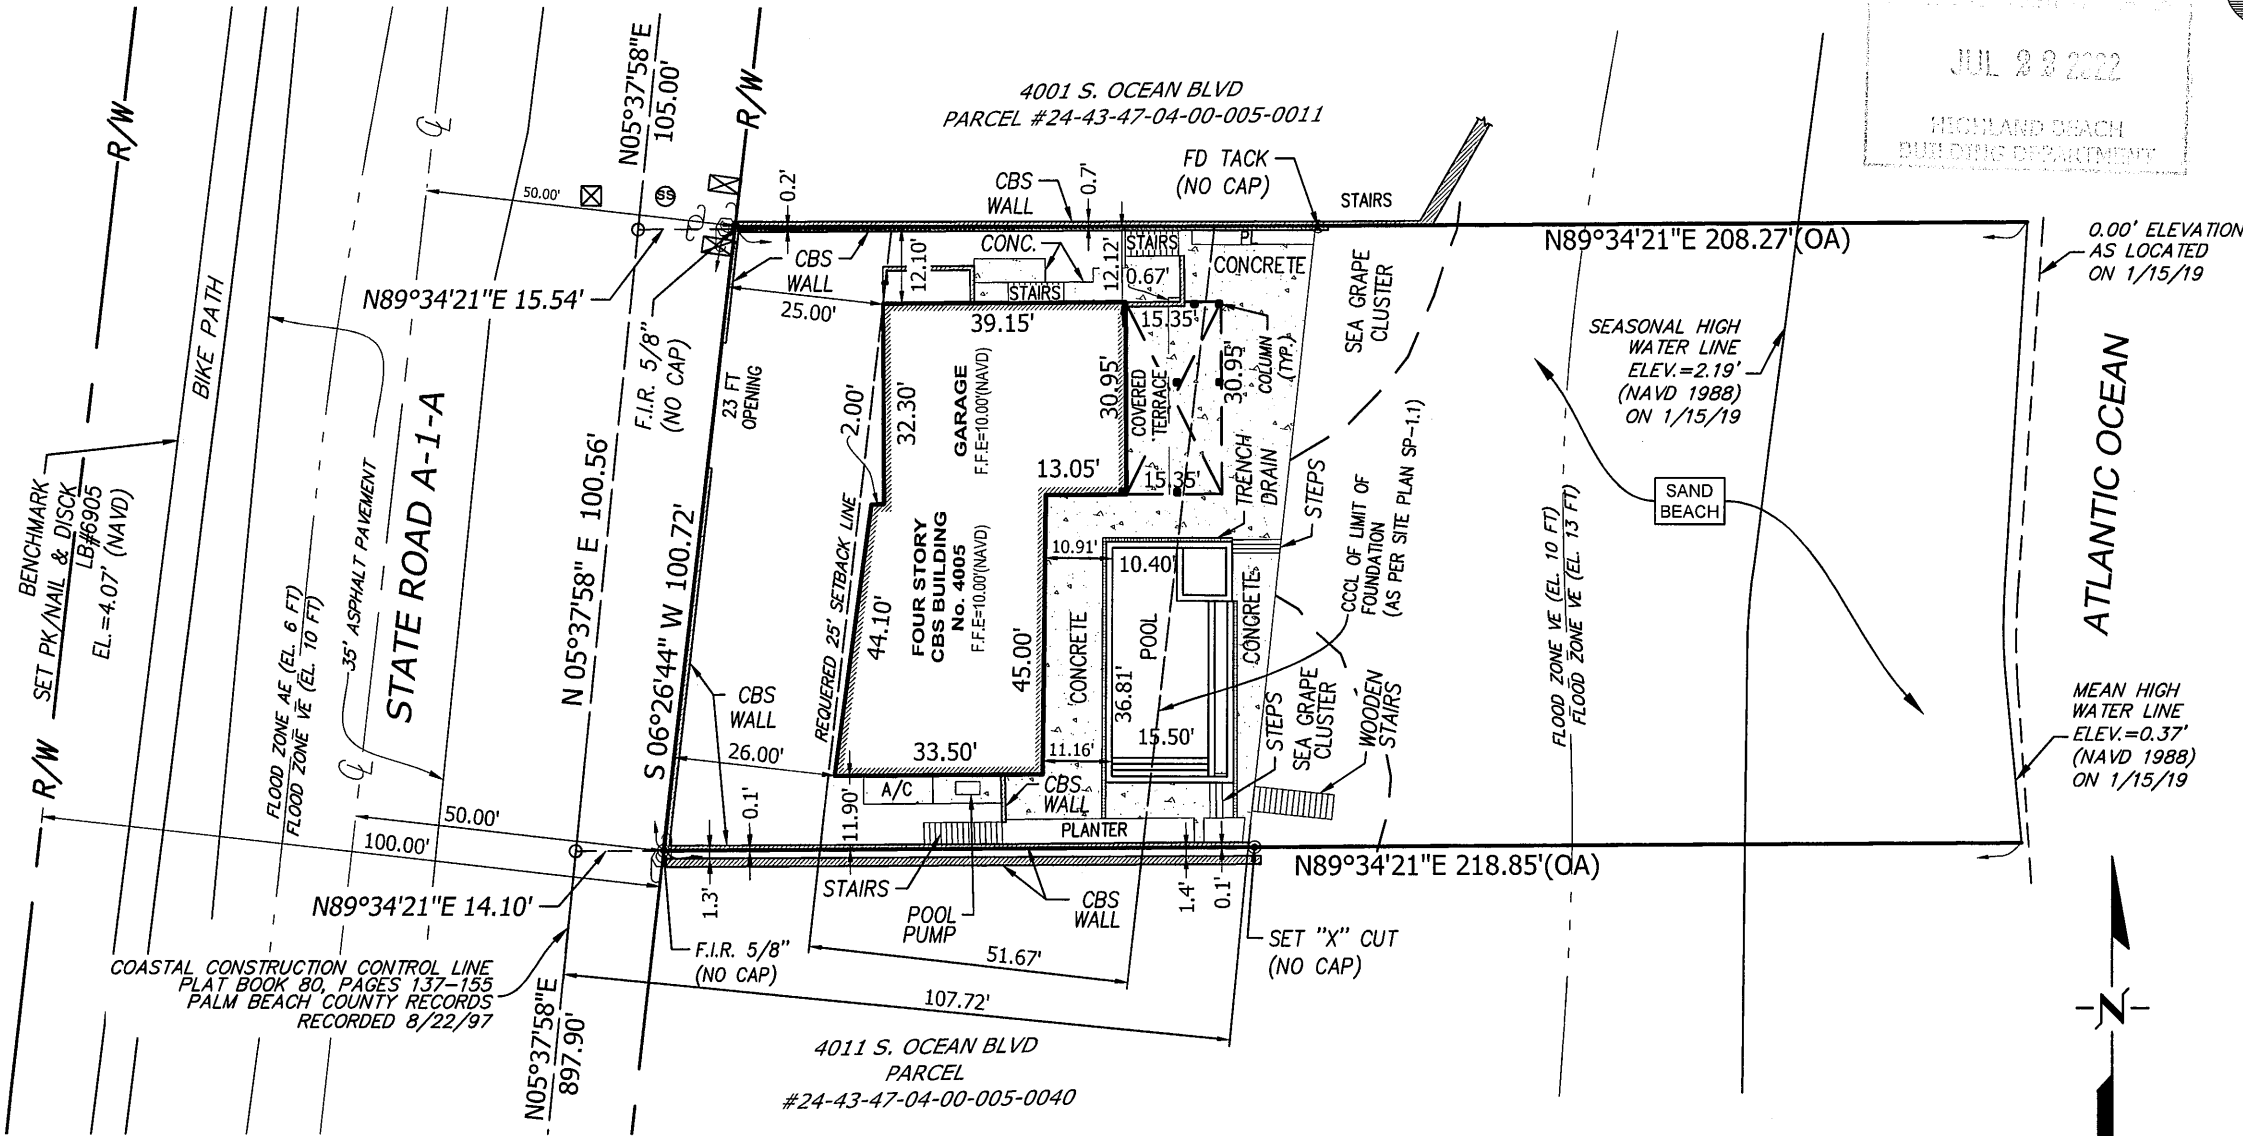 JUL
HIGHLAND BEACH
BUILDING DEPARTMENT
4001 S. OCEAN BLVD
PARCEL #24-43-47-04-00-005-0011
N05°37'58"E
105.00'
R/W
R/W
50.00'
SS
0.2'
0.7'
CBS
WALL
FD TACK
(NO CAP)
STAIRS
N89°34'21"E 208.27'(OA)
0.00' ELEVATION
AS LOCATED
ON 1/15/19
N89°34'21"E 15.54'
CBS
WALL
25.00'
12.10'
CONC.
STAIRS
12.12'
STAIRS
PL
CONCRETE
0.67'
39.15'
15.35'
SEA GRAPE
CLUSTER
BIKE PATH
F.I.R. 5/8"
(NO CAP)
23 FT
OPENING
2.00'
32.30'
GARAGE
F.F.E=10.00'(NAVD)
30.95'
COVERED
TERRACE
30.95'
COLUMN
(TYP.)
13.05'
15.35'
SEASONAL HIGH
WATER LINE
ELEV.=2.19'
(NAVD 1988)
ON 1/15/19
ATLANTIC OCEAN
SAND
BEACH
BENCHMARK
SET PK/NAIL & DISCK
LB#6905
EL.=4.07' (NAVD)
R/W
35' ASPHALT PAVEMENT
STATE ROAD A-1-A
FLOOD ZONE AE (EL. 6 FT)
FLOOD ZONE VE (EL. 10 FT)
N 05°37'58" E 100.56'
S 06°26'44" W 100.72'
CBS
WALL
REQUERED 25' SETBACK LINE
44.10'
FOUR STORY
CBS BUILDING
No. 4005
F.F.E=10.00'(NAVD)
45.00'
TRENCH
DRAIN
STEPS
CCCL OF LIMIT OF
FOUNDATION
(AS PER SITE PLAN SP-1.1)
10.91'
10.40'
CONCRETE
POOL
36.81'
15.50'
CONCRETE
STEPS
SEA GRAPE
CLUSTER
WOODEN
STAIRS
FLOOD ZONE VE (EL. 10 FT)
FLOOD ZONE VE (EL. 13 FT)
MEAN HIGH
WATER LINE
ELEV.=0.37'
(NAVD 1988)
ON 1/15/19
26.00'
33.50'
11.16'
A/C
CBS
WALL
PLANTER
50.00'
100.00'
0.1'
11.90'
N89°34'21"E 14.10'
1.3'
STAIRS
POOL
PUMP
CBS
WALL
1.4'
0.1'
N89°34'21"E 218.85'(OA)
F.I.R. 5/8"
(NO CAP)
51.67'
SET "X" CUT
(NO CAP)
COASTAL CONSTRUCTION CONTROL LINE
PLAT BOOK 80, PAGES 137-155
PALM BEACH COUNTY RECORDS
RECORDED 8/22/97
N05°37'58"E
897.90'
107.72'
4011 S. OCEAN BLVD
PARCEL
#24-43-47-04-00-005-0040
N